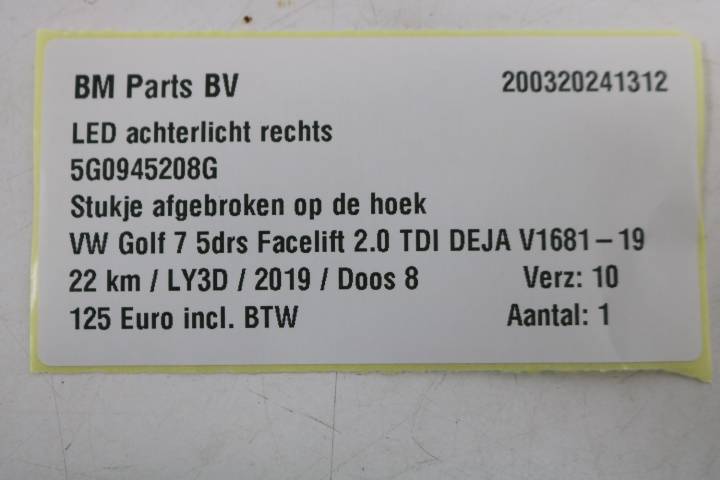 BM Parts BV 200320241312
LED achterlicht rechts
5G0945208G
Stukje afgebroken op de hoek
VW Golf 7 5drs Facelift 2.0 TDI DEJA V1681 – 19
22 km / LY3D / 2019 / Doos 8 Verz: 10
125 Euro incl. BTW Aantal: 1